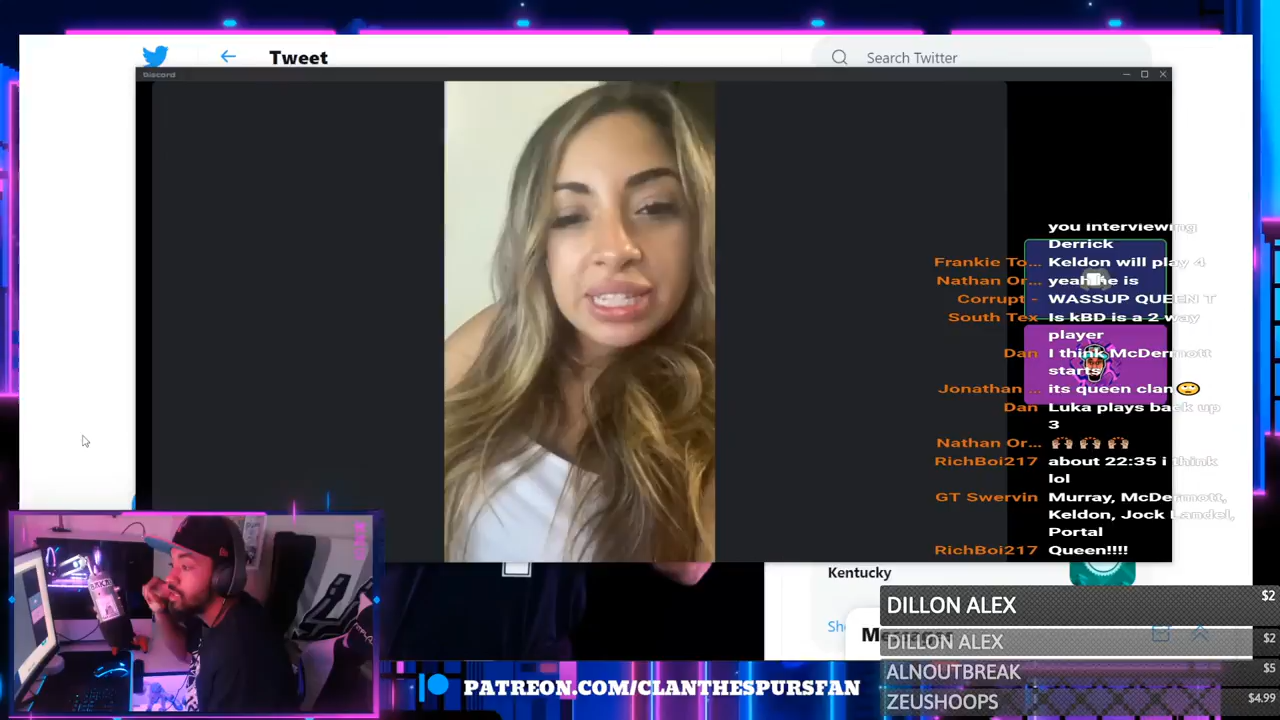 Tweet
Search Twitter
Discord
you interviewing
Derrick
Frankie To... Keldon will play 4
Nathan Or... yeah he is
Corrupt - WASSUP QUEEN T
South Tex Is kBD is a 2 way
player
Dan I think McDermott
starts
Jonathan ... its queen clan🙄
Dan Luka plays back up
3
Nathan Or...
RichBoi217 about 22:35 i think
lol
GT Swervin Murray, McDermott,
Keldon, Jock Landel,
Portal
RichBoi217 Queen!!!!
Kentucky
DILLON ALEX $2
DILLON ALEX $2
ALNOUTBREAK $5
ZEUSHOOPS $4.99
PATREON.COM/CLANTHESPURSFAN